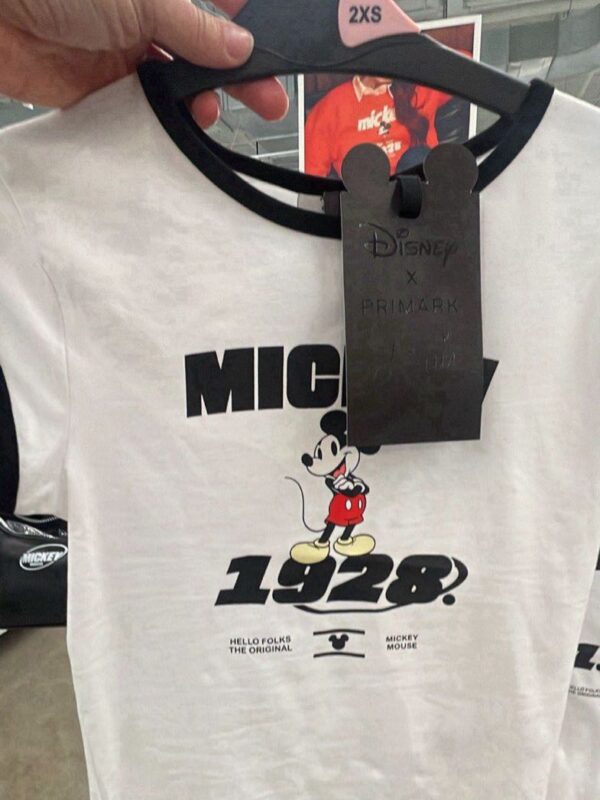 2XS
Disney
x
PRIMARK
MIC
1928.
HELLO FOLKS
THE ORIGINAL
MICKEY
MOUSE
MICKEY